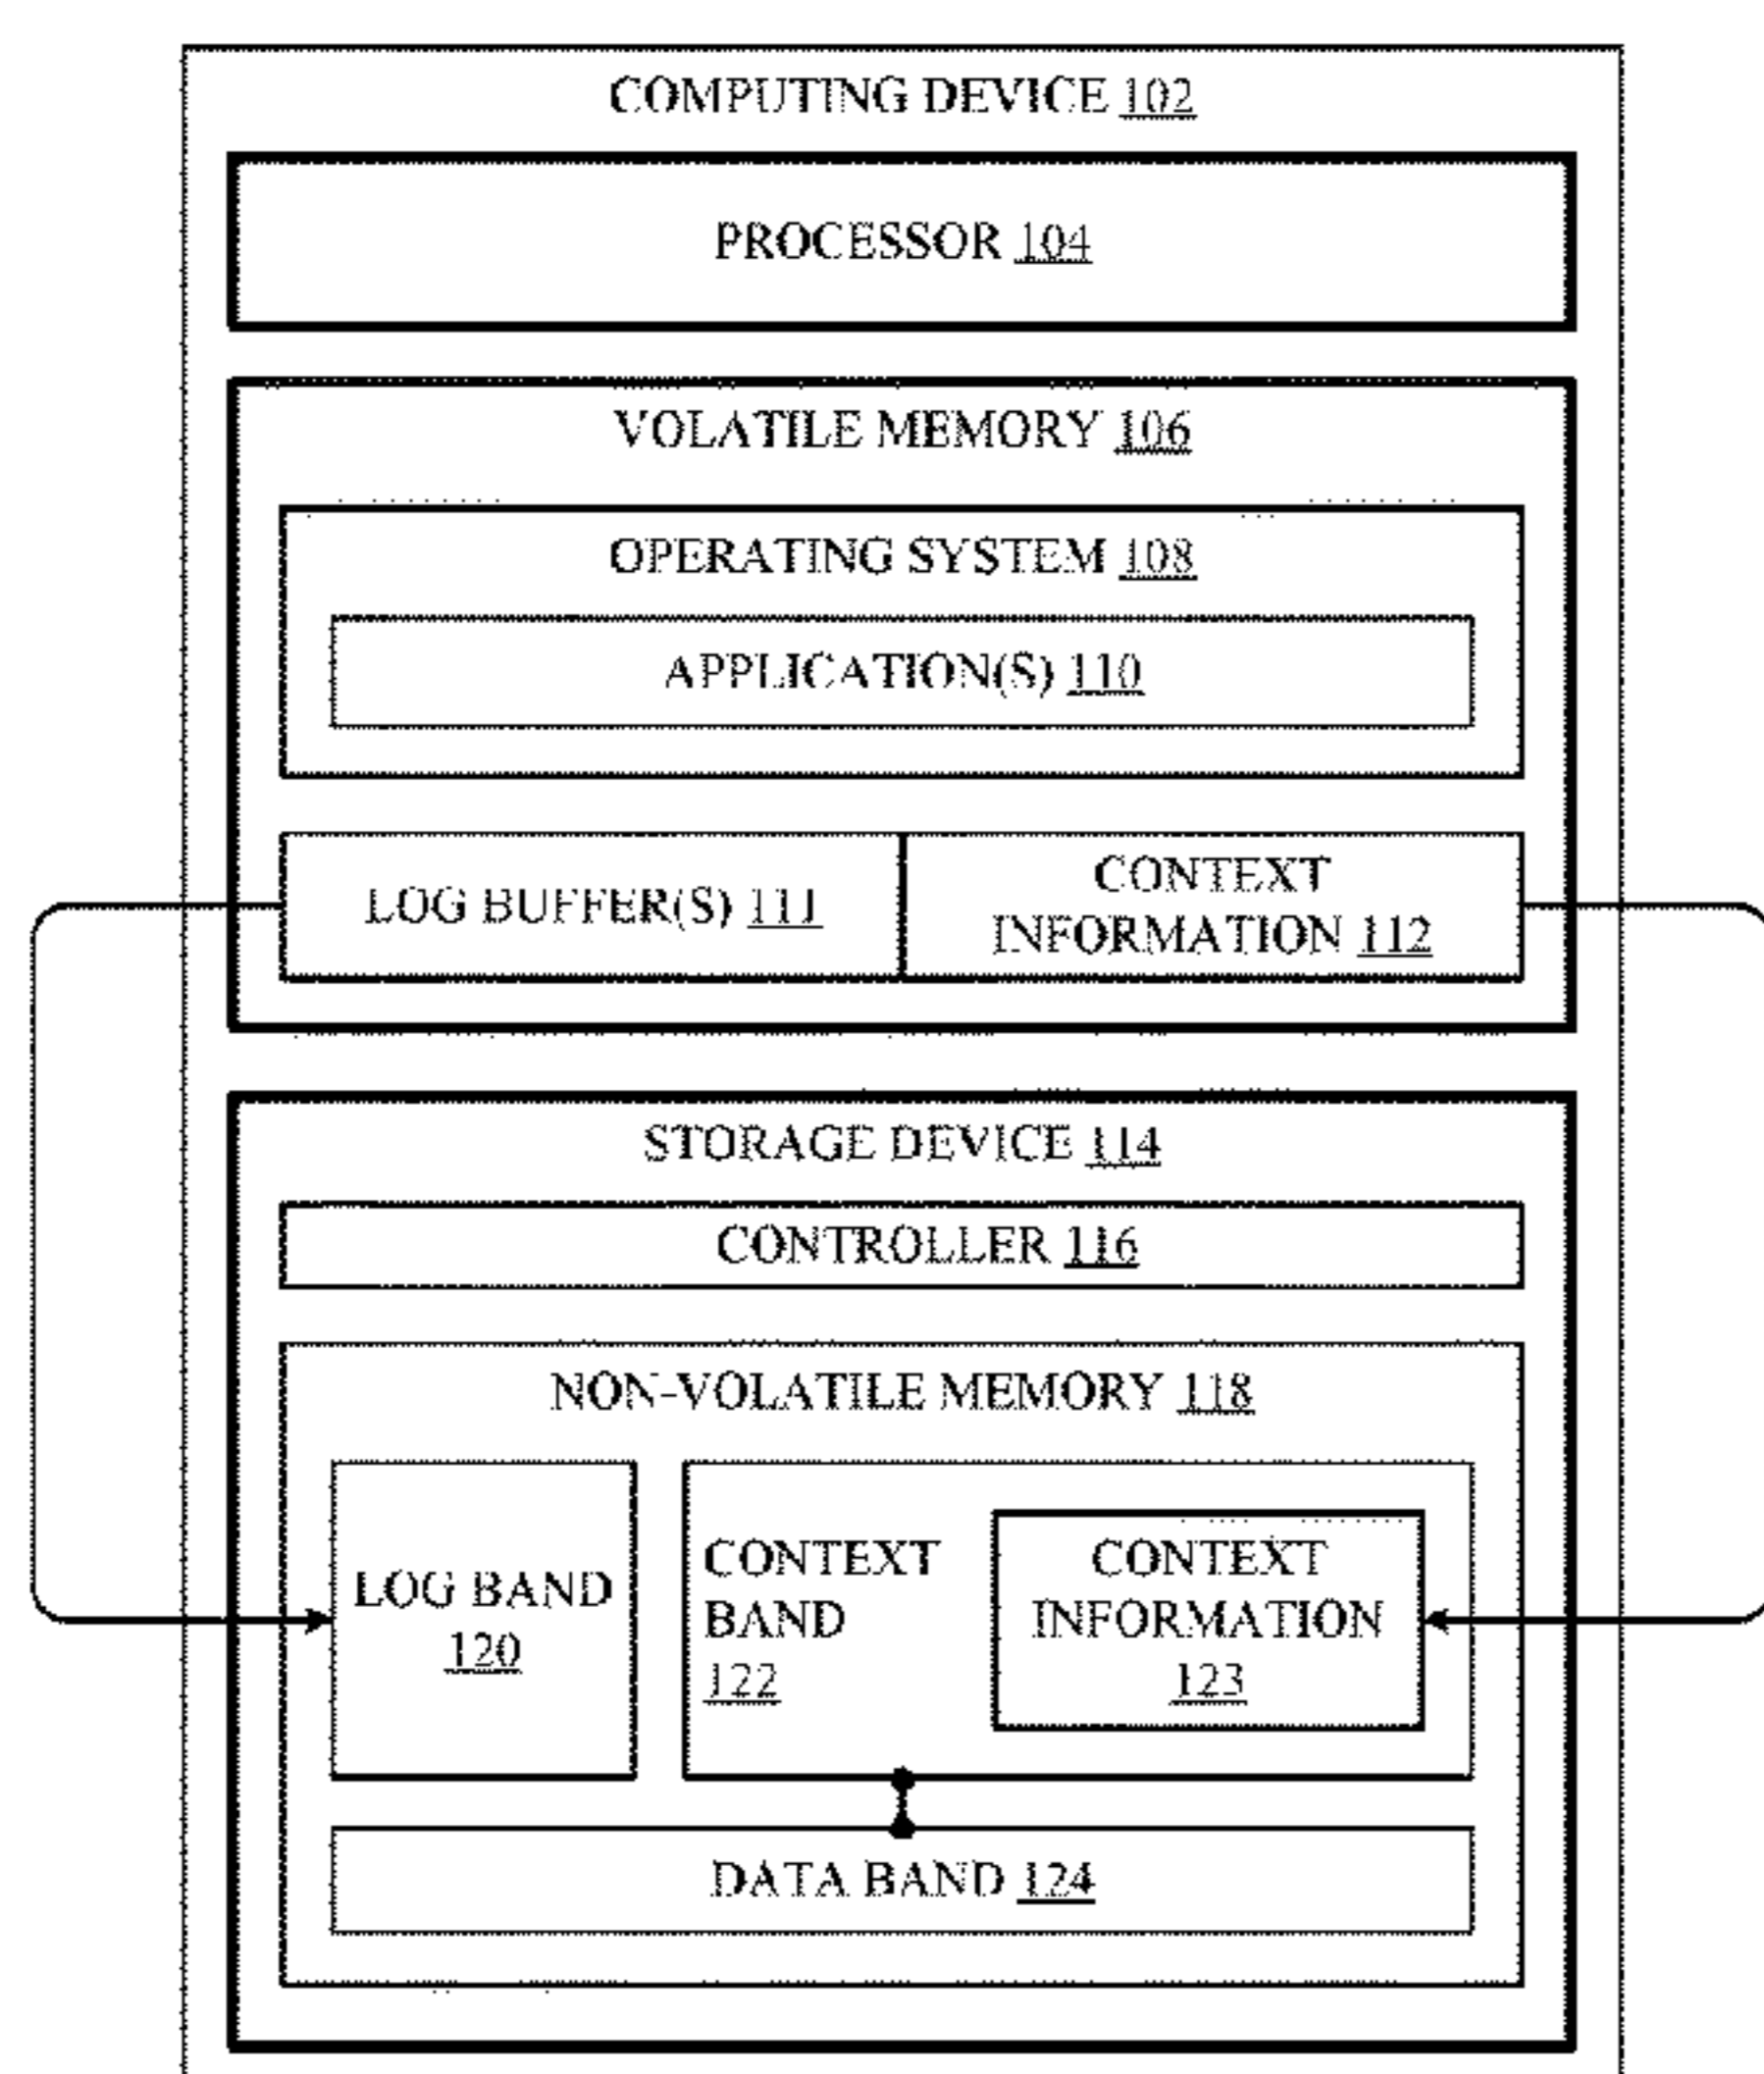 COMPUTING DEVICE 102
PROCESSOR 104
VOLATILE MEMORY 106
OPERATING SYSTEM 108
APPLICATION(S) 110
LOG BUFFER(S) 111
CONTEXT
INFORMATION 112
STORAGE DEVICE 114
CONTROLLER 116
NON-VOLATILE MEMORY 118
LOG BAND
120
CONTEXT
BAND
122
CONTEXT
INFORMATION
123
DATA BAND 124